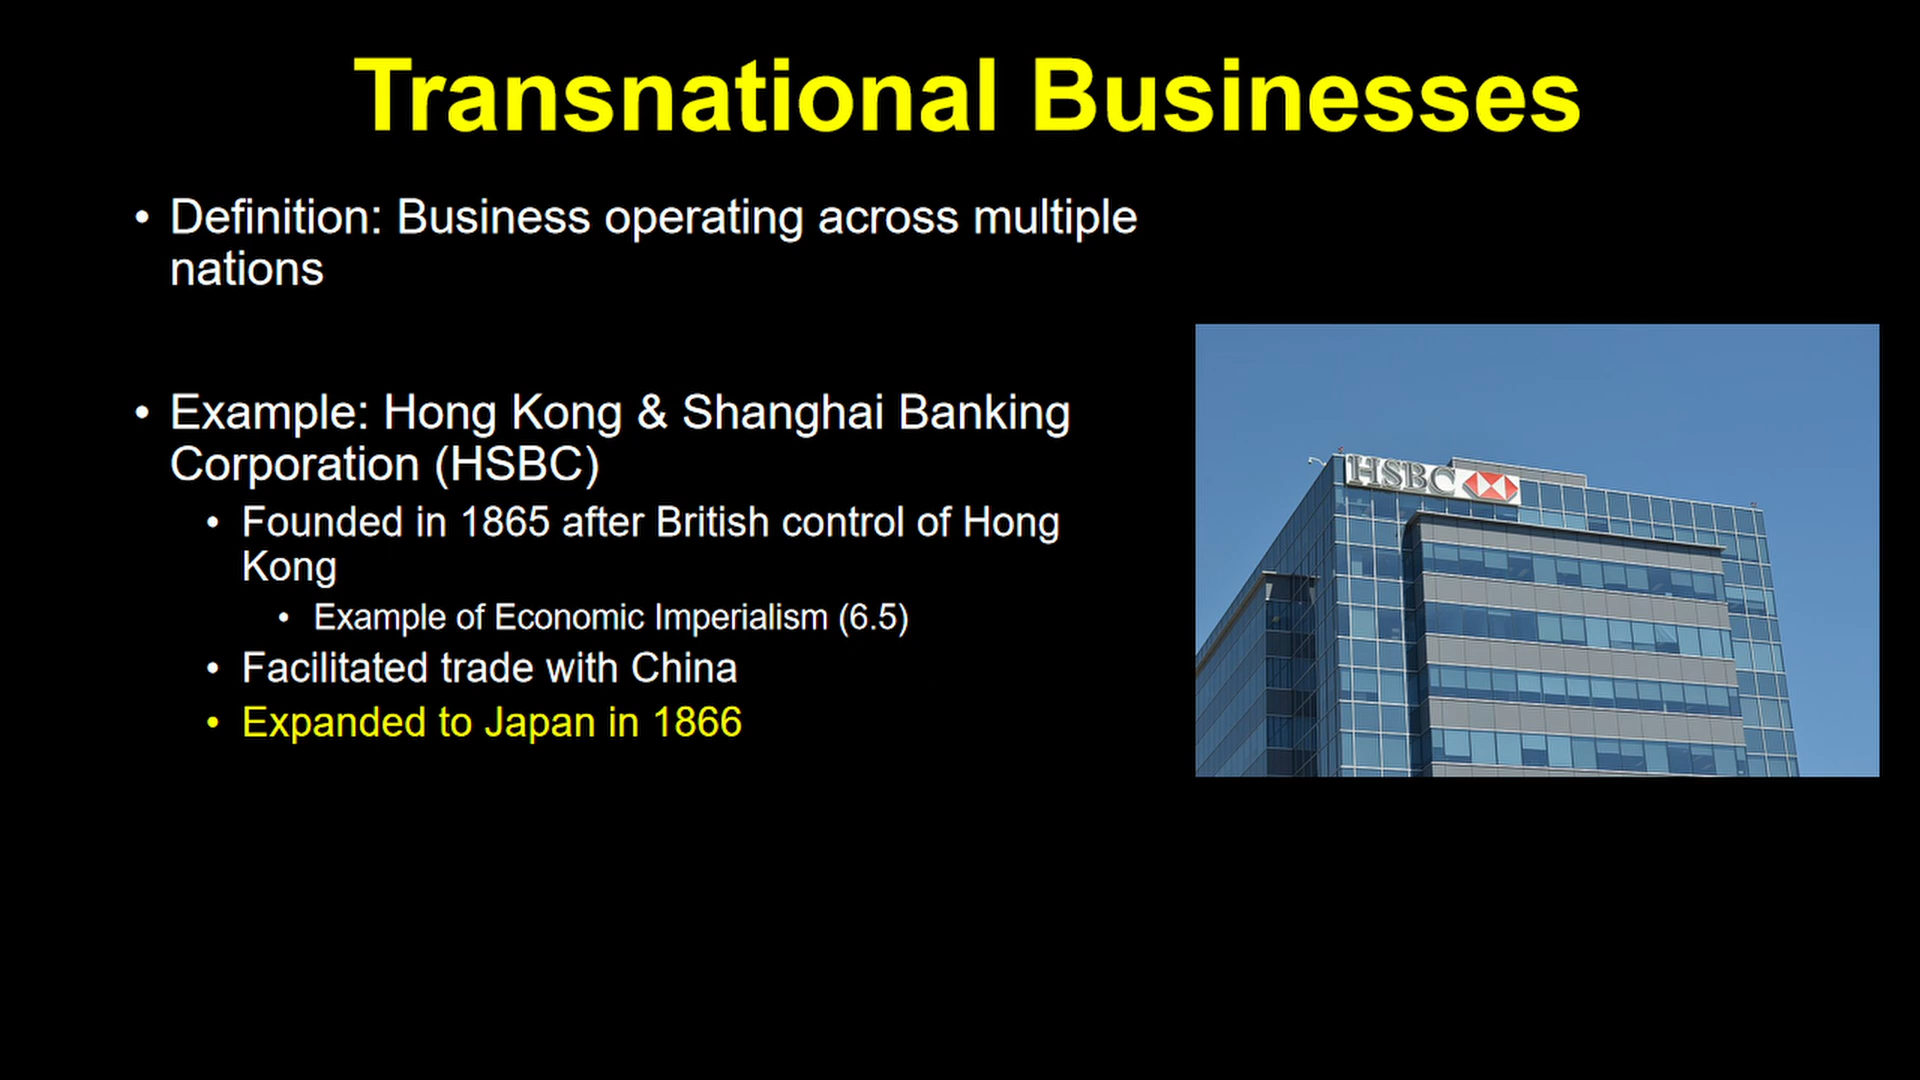 Transnational Businesses
• Definition: Business operating across multiple
nations
• Example: Hong Kong & Shanghai Banking
Corporation (HSBC)
• Founded in 1865 after British control of Hong
Kong
• Example of Economic Imperialism (6.5)
• Facilitated trade with China
• Expanded to Japan in 1866
HSBC